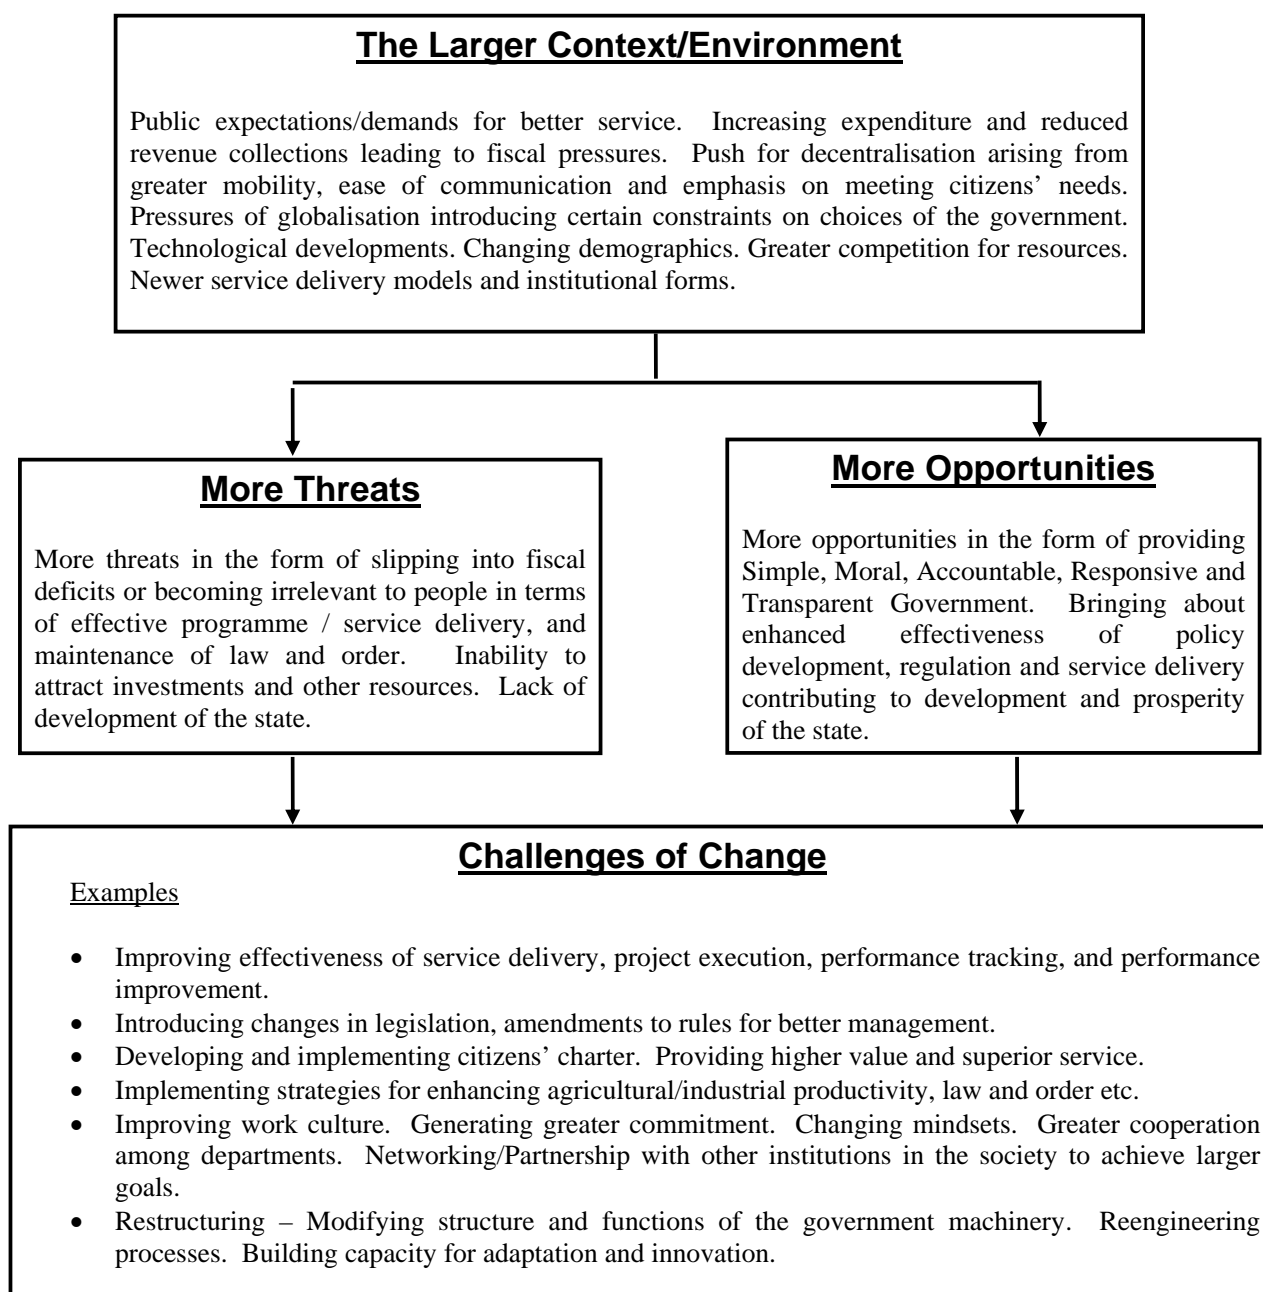 The Larger Context/Environment
Public expectations/demands for better service. Increasing expenditure and reduced
revenue collections leading to fiscal pressures. Push for decentralisation arising from
greater mobility, ease of communication and emphasis on meeting citizens’ needs.
Pressures of globalisation introducing certain constraints on choices of the government.
Technological developments. Changing demographics. Greater competition for resources.
Newer service delivery models and institutional forms.
More Threats
More threats in the form of slipping into fiscal
deficits or becoming irrelevant to people in terms
of effective programme / service delivery, and
maintenance of law and order. Inability to
attract investments and other resources. Lack of
development of the state.
More Opportunities
More opportunities in the form of providing
Simple, Moral, Accountable, Responsive and
Transparent Government. Bringing about
enhanced effectiveness of policy
development, regulation and service delivery
contributing to development and prosperity
of the state.
Challenges of Change
Examples
• Improving effectiveness of service delivery, project execution, performance tracking, and performance
improvement.
• Introducing changes in legislation, amendments to rules for better management.
• Developing and implementing citizens’ charter. Providing higher value and superior service.
• Implementing strategies for enhancing agricultural/industrial productivity, law and order etc.
• Improving work culture. Generating greater commitment. Changing mindsets. Greater cooperation
among departments. Networking/Partnership with other institutions in the society to achieve larger
goals.
• Restructuring – Modifying structure and functions of the government machinery. Reengineering
processes. Building capacity for adaptation and innovation.